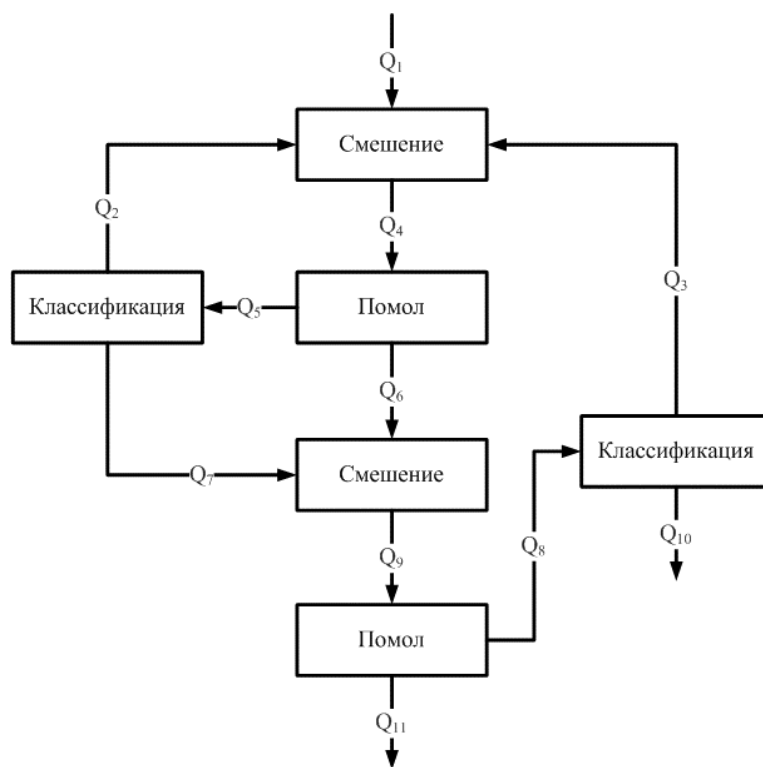 Q₁
Смешение
Q₂
Q₄
Q₃
Классификация
Q₅
Помол
Q₆
Классификация
Q₇
Смешение
Q₈
Q₁₀
Q₉
Помол
Q₁₁